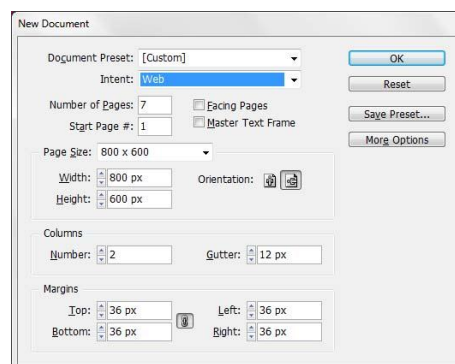 New Document
Document Preset: [Custom]
OK
Intent: Web
Reset
Number of Pages: 7
Facing Pages
Save Preset...
Start Page #: 1
Master Text Frame
More Options
Page Size: 800 x 600
Width: 800 px
Orientation:
Height: 600 px
Columns
Number: 2
Gutter: 12 px
Margins
Top: 36 px
Left: 36 px
Bottom: 36 px
Right: 36 px